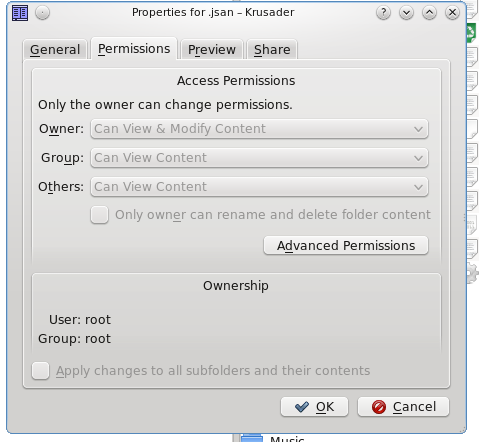 Properties for .jsan – Krusader
General Permissions Preview Share
Access Permissions
Only the owner can change permissions.
Owner: Can View & Modify Content
Group: Can View Content
Others: Can View Content
Only owner can rename and delete folder content
Advanced Permissions
Ownership
User: root
Group: root
Apply changes to all subfolders and their contents
OK Cancel
Music